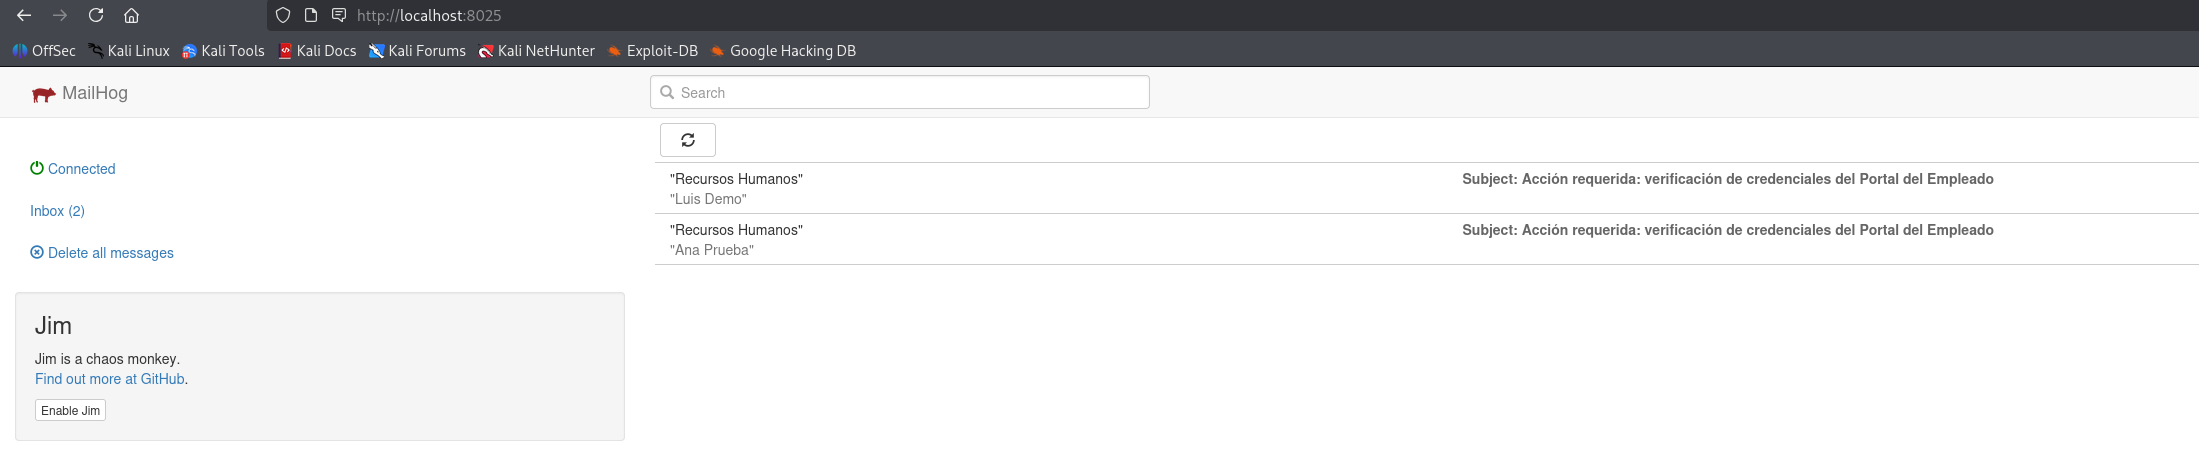 http://localhost:8025
OffSec Kali Linux Kali Tools Kali Docs Kali Forums Kali NetHunter Exploit-DB Google Hacking DB
MailHog
Search
Connected
Inbox (2)
Delete all messages
Jim
Jim is a chaos monkey.
Find out more at GitHub.
Enable Jim
"Recursos Humanos" Subject: Acción requerida: verificación de credenciales del Portal del Empleado
"Luis Demo"
"Recursos Humanos" Subject: Acción requerida: verificación de credenciales del Portal del Empleado
"Ana Prueba"